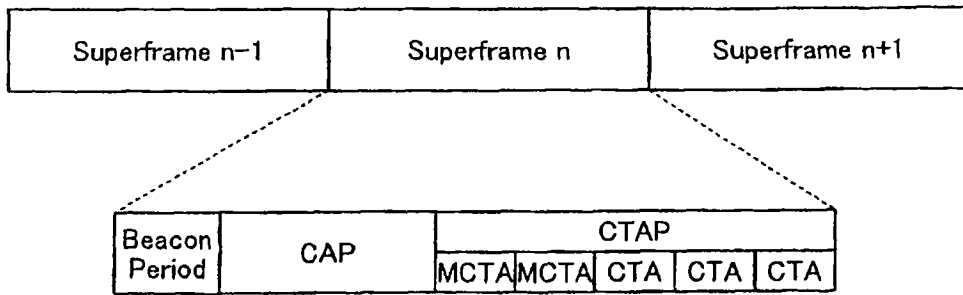 Superframe n-1
Superframe n
Superframe n+1
Beacon
Period
CAP
CTAP
MCTA
MCTA
CTA
CTA
CTA